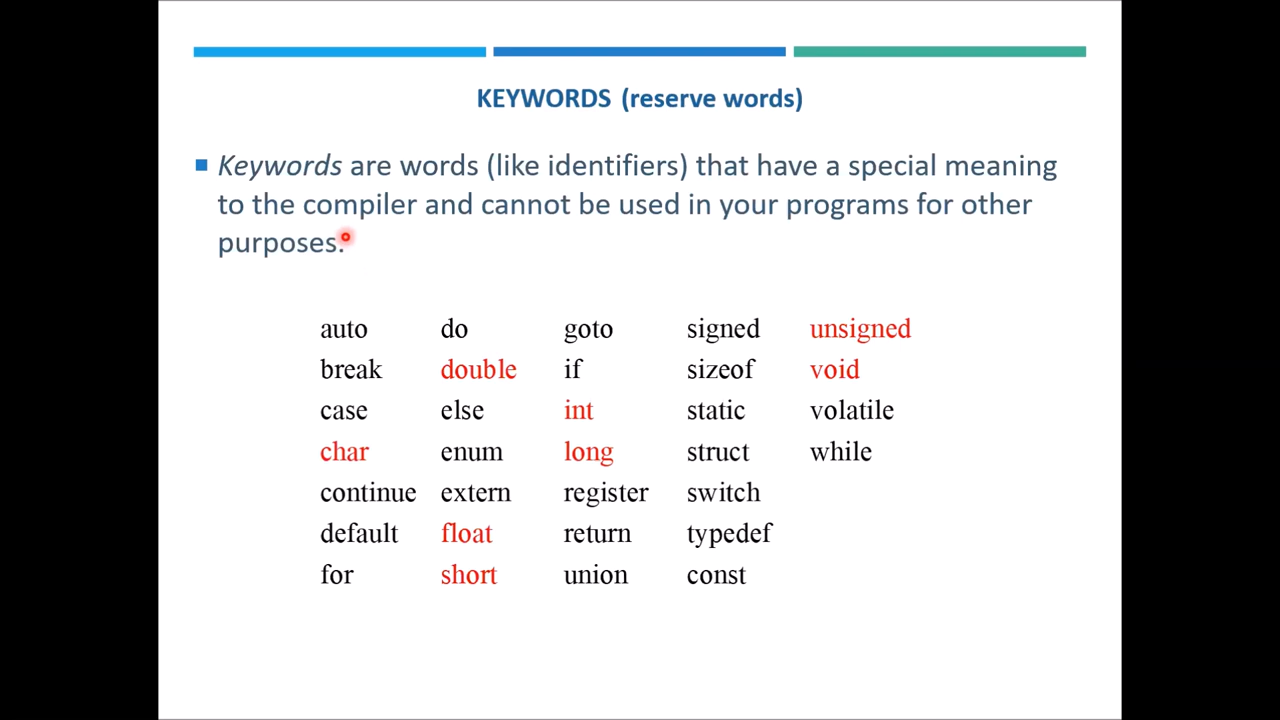 KEYWORDS (reserve words)
Keywords are words (like identifiers) that have a special meaning
to the compiler and cannot be used in your programs for other
purposes.
auto do goto signed unsigned
break double if sizeof void
case else int static volatile
char enum long struct while
continue extern register switch
default float return typedef
for short union const